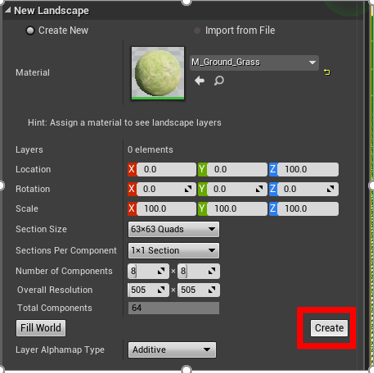 New Landscape
Create New Import from File
Material M_Ground_Grass
Hint: Assign a material to see landscape layers
Layers 0 elements
Location X 0.0 Y 0.0 Z 100.0
Rotation X 0.0 Y 0.0 Z 0.0
Scale X 100.0 Y 100.0 Z 100.0
Section Size 63×63 Quads
Sections Per Component 1×1 Section
Number of Components 8 × 8
Overall Resolution 505 × 505
Total Components 64
Fill World Create
Layer Alphamap Type Additive